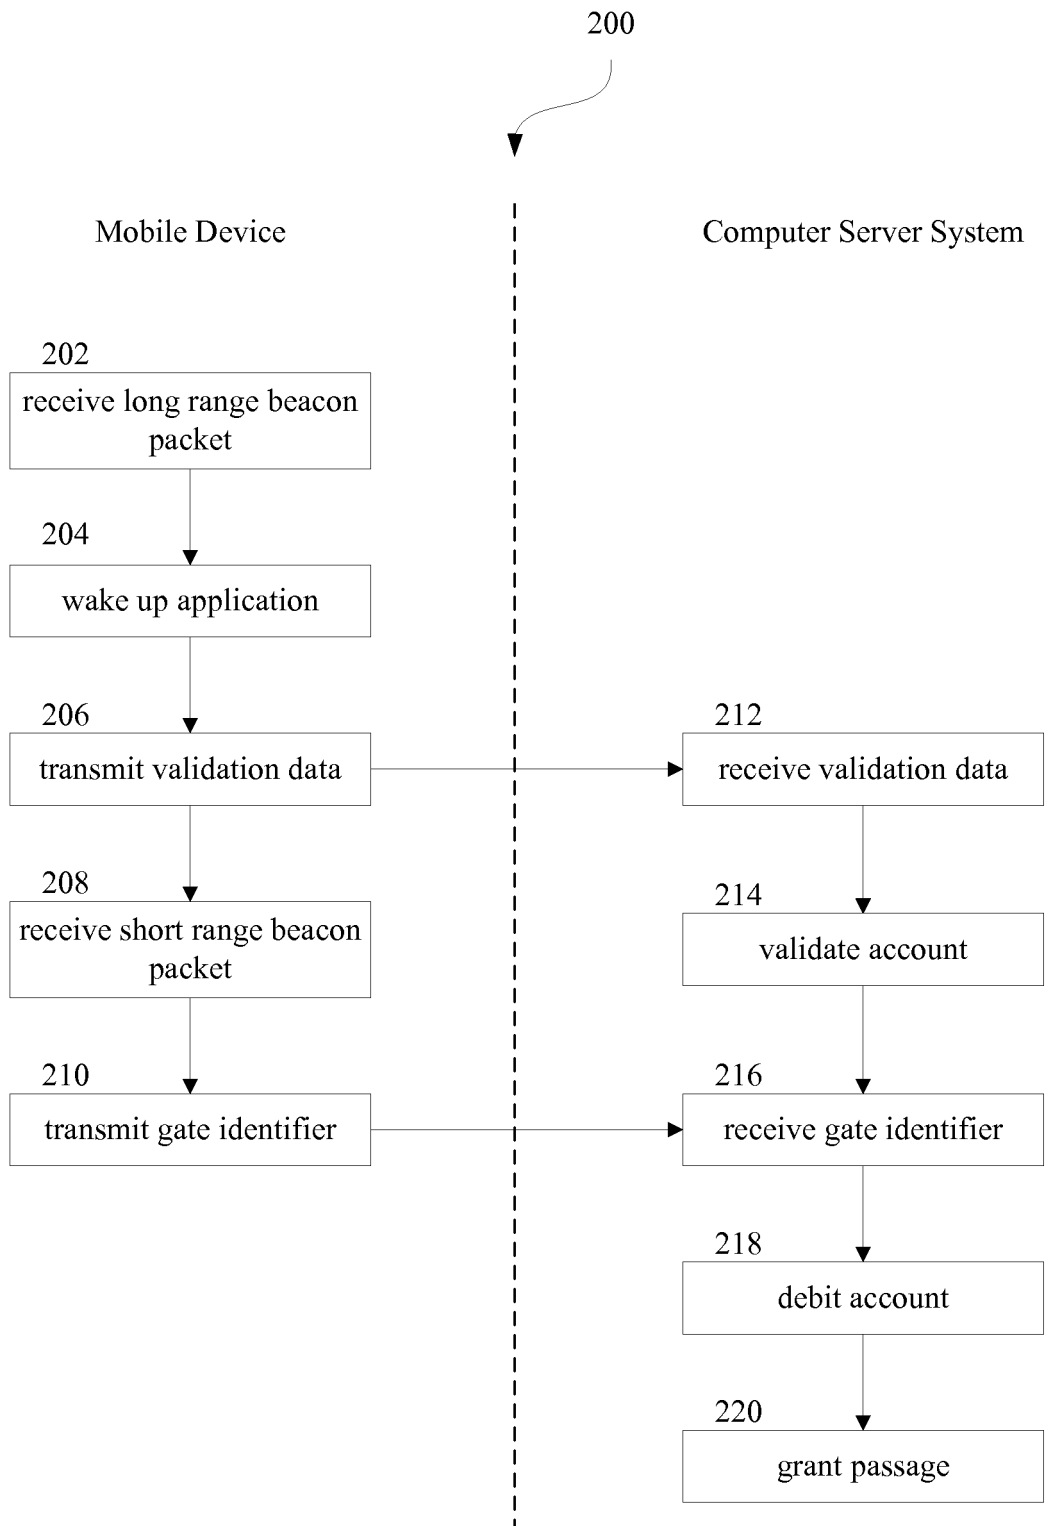 200
Mobile Device
Computer Server System
202
receive long range beacon
packet
204
wake up application
206
transmit validation data
208
receive short range beacon
packet
210
transmit gate identifier
212
receive validation data
214
validate account
216
receive gate identifier
218
debit account
220
grant passage